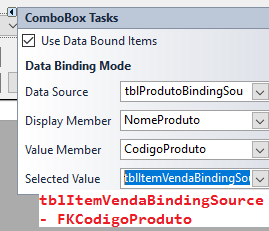 ComboBox Tasks
Use Data Bound Items
Data Binding Mode
Data Source tblProdutoBindingSou
Display Member NomeProduto
Value Member CodigoProduto
Selected Value tblItemVendaBindingSou
tblItemVendaBindingSource
- FKCodigoProduto